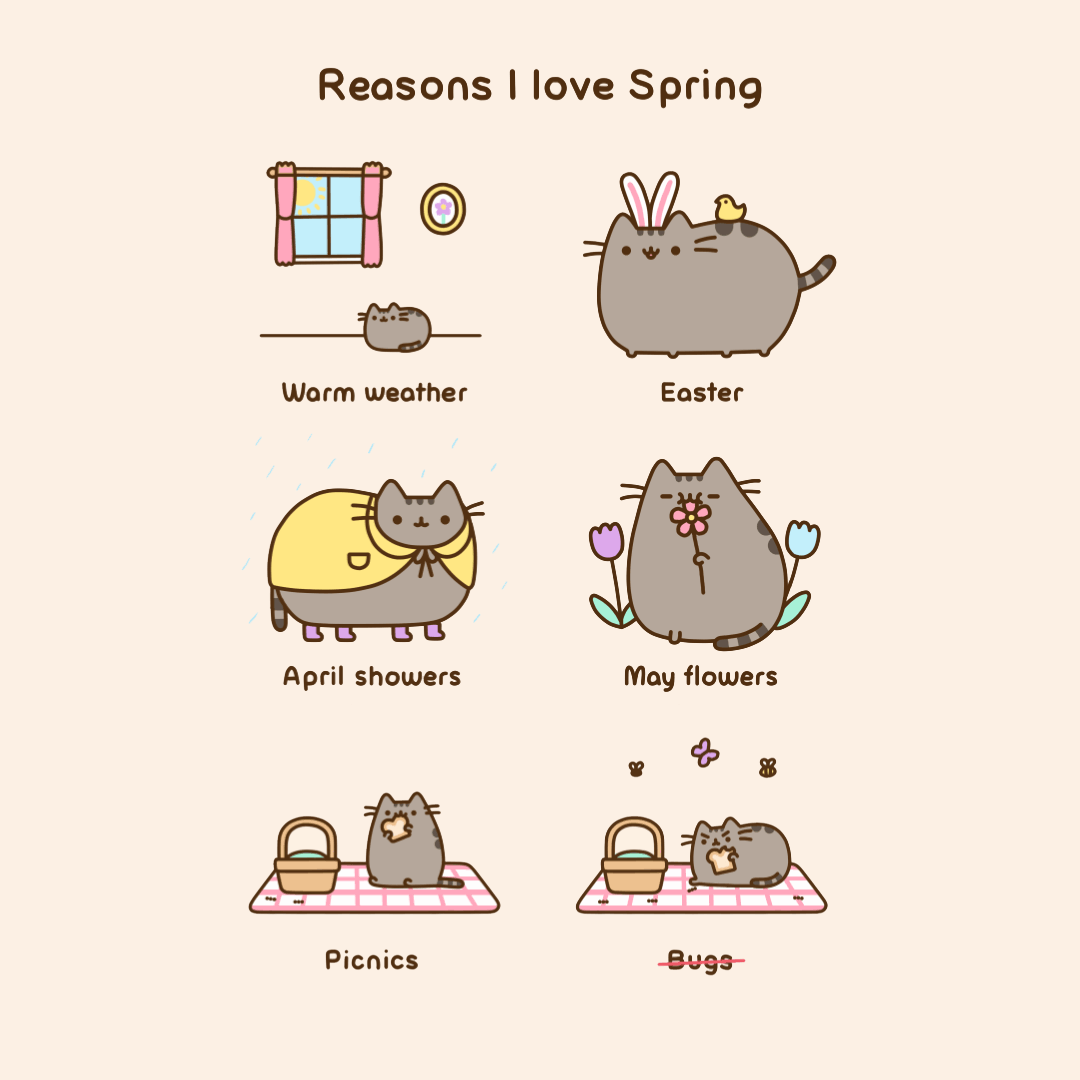 Reasons I love Spring
Warm weather
Easter
April showers
May flowers
Picnics
Bugs